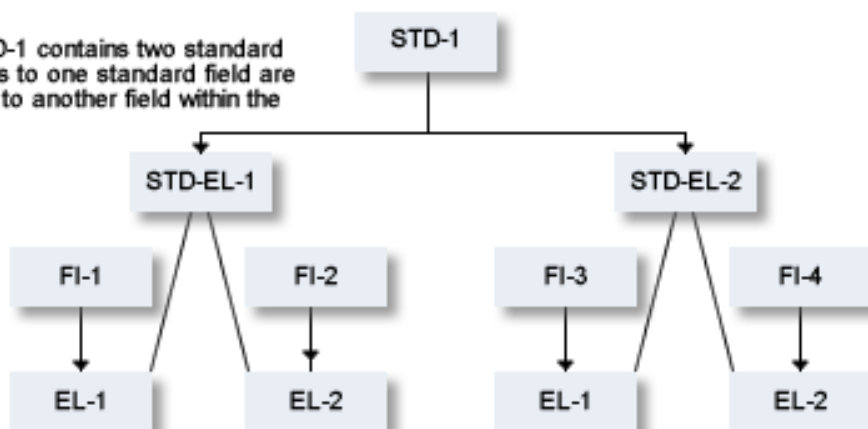 STD-1
D-1 contains two standard
s to one standard field are
to another field within the
STD-EL-1
STD-EL-2
FI-1
FI-2
FI-3
FI-4
EL-1
EL-2
EL-1
EL-2